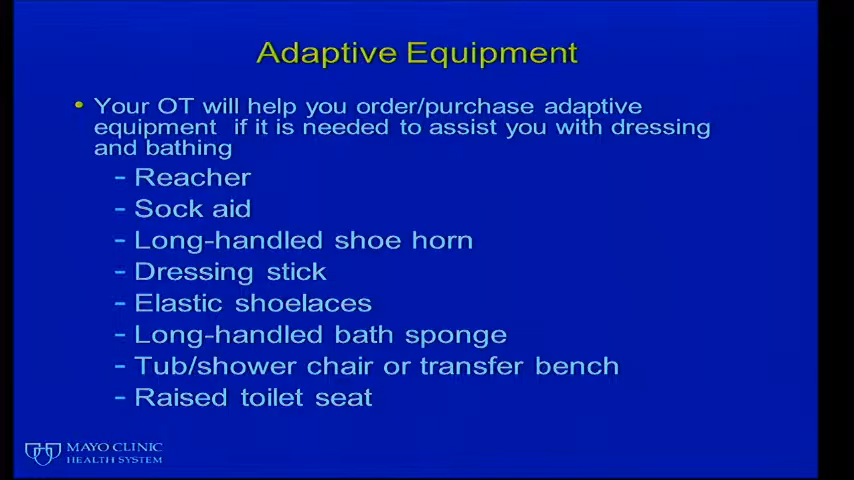 Adaptive Equipment
• Your OT will help you order/purchase adaptive
equipment if it is needed to assist you with dressing
and bathing
- Reacher
- Sock aid
- Long-handled shoe horn
- Dressing stick
- Elastic shoelaces
- Long-handled bath sponge
- Tub/shower chair or transfer bench
- Raised toilet seat
MAYO CLINIC
HEALTH SYSTEM